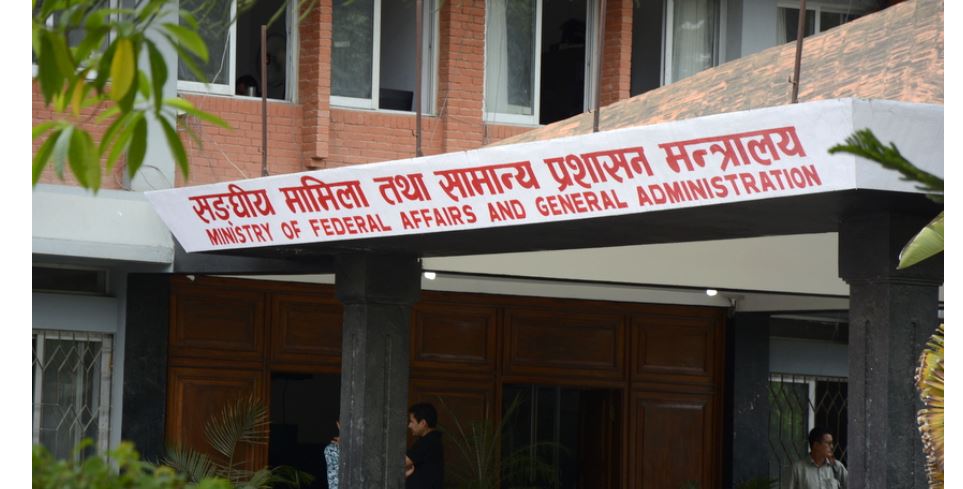 सङ्घीय मामिला तथा सामान्य प्रशासन मन्त्रालय
MINISTRY OF FEDERAL AFFAIRS AND GENERAL ADMINISTRATION